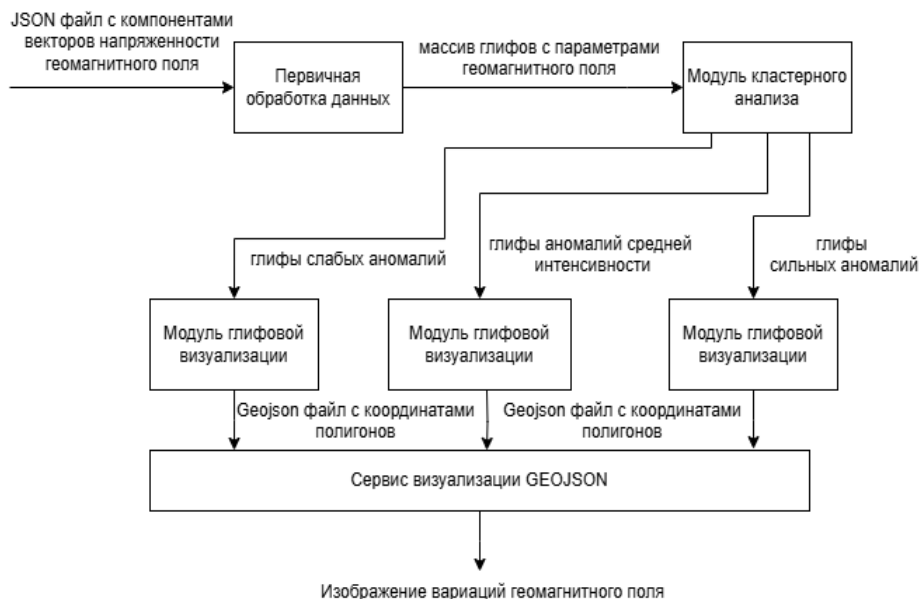 JSON файл с компонентами
векторов напряженности
геомагнитного поля
Первичная
обработка данных
массив глифов с параметрами
геомагнитного поля
Модуль кластерного
анализа
глифы слабых аномалий
глифы аномалий средней
интенсивности
глифы
сильных аномалий
Модуль глифовой
визуализации
Модуль глифовой
визуализации
Модуль глифовой
визуализации
Geojson файл с координатами
полигонов
Geojson файл с координатами
полигонов
Сервис визуализации GEOJSON
Изображение вариаций геомагнитного поля